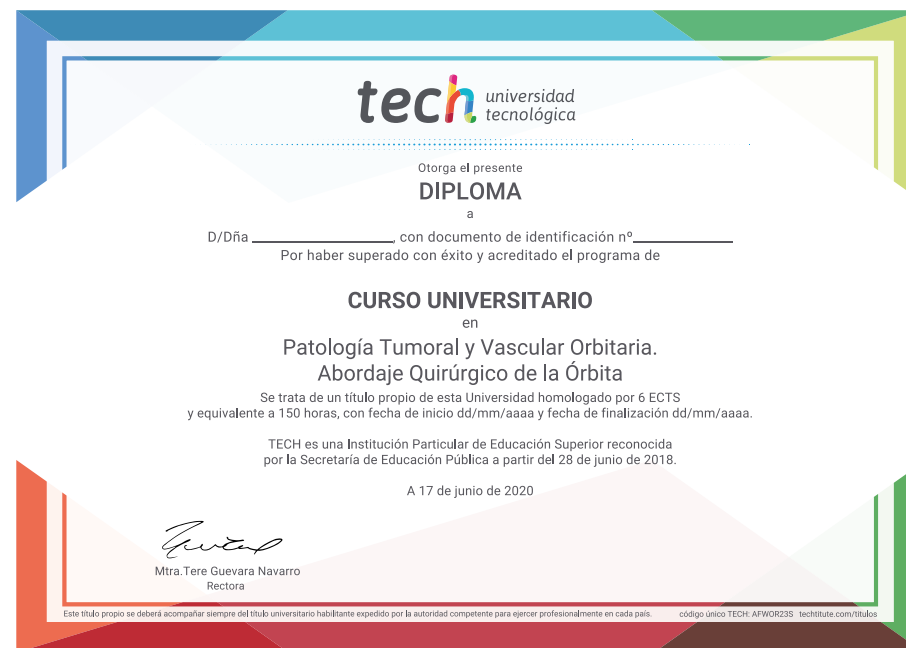 tech universidad
tecnológica
Otorga el presente
DIPLOMA
a
D/Dña ____________________, con documento de identificación nº______________
Por haber superado con éxito y acreditado el programa de
CURSO UNIVERSITARIO
en
Patología Tumoral y Vascular Orbitaria.
Abordaje Quirúrgico de la Órbita
Se trata de un título propio de esta Universidad homologado por 6 ECTS
y equivalente a 150 horas, con fecha de inicio dd/mm/aaaa y fecha de finalización dd/mm/aaaa.
TECH es una Institución Particular de Educación Superior reconocida
por la Secretaría de Educación Pública a partir del 28 de junio de 2018.
A 17 de junio de 2020
Mtra.Tere Guevara Navarro
Rectora
Este título propio se deberá acompañar siempre del título universitario habilitante expedido por la autoridad competente para ejercer profesionalmente en cada país. código único TECH: AFWOR23S techtitute.com/titulos